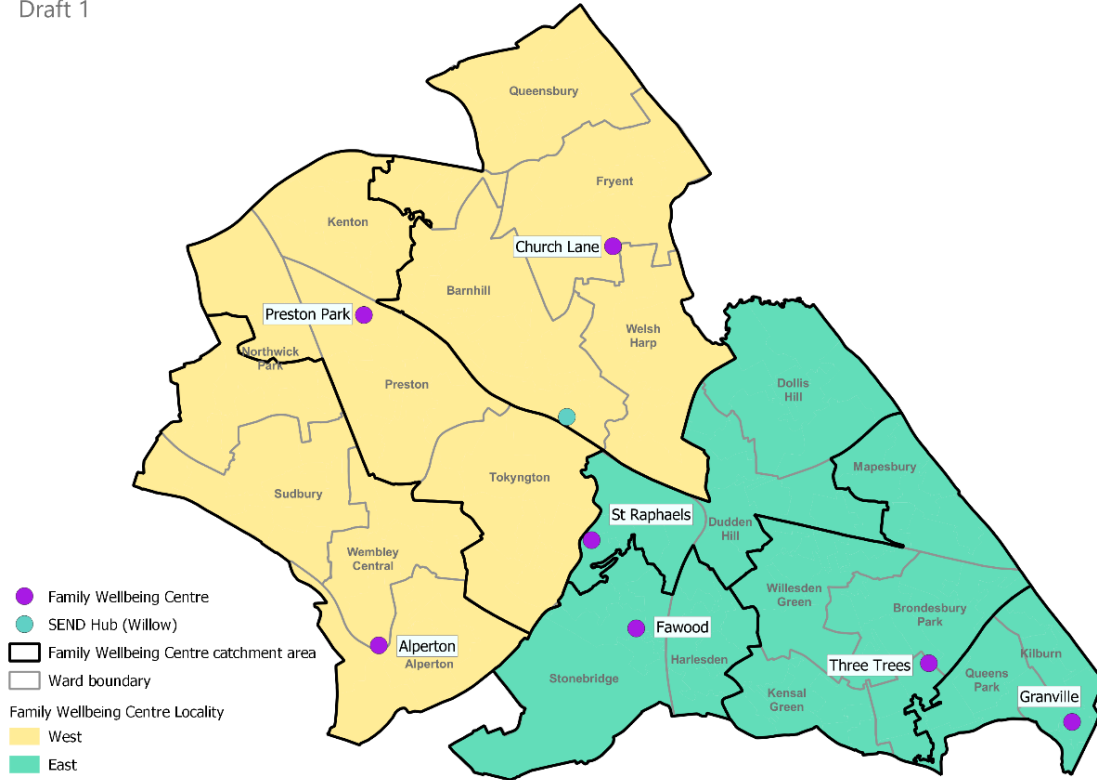 Draft 1
Queensbury
Fryent
Kenton
Church Lane
Barnhill
Preston Park
Welsh
Harp
Northwick
Park
Preston
Dollis
Hill
Mapesbury
Tokyngton
Sudbury
St Raphaels
Dudden
Hill
Wembley
Central
Willesden
Green
Brondesbury
Park
Fawood
Kilburn
Alperton
Alperton
Harlesden
Three Trees
Queens
Park
Stonebridge
Kensal
Green
Granville
Family Wellbeing Centre
SEND Hub (Willow)
Family Wellbeing Centre catchment area
Ward boundary
Family Wellbeing Centre Locality
West
East